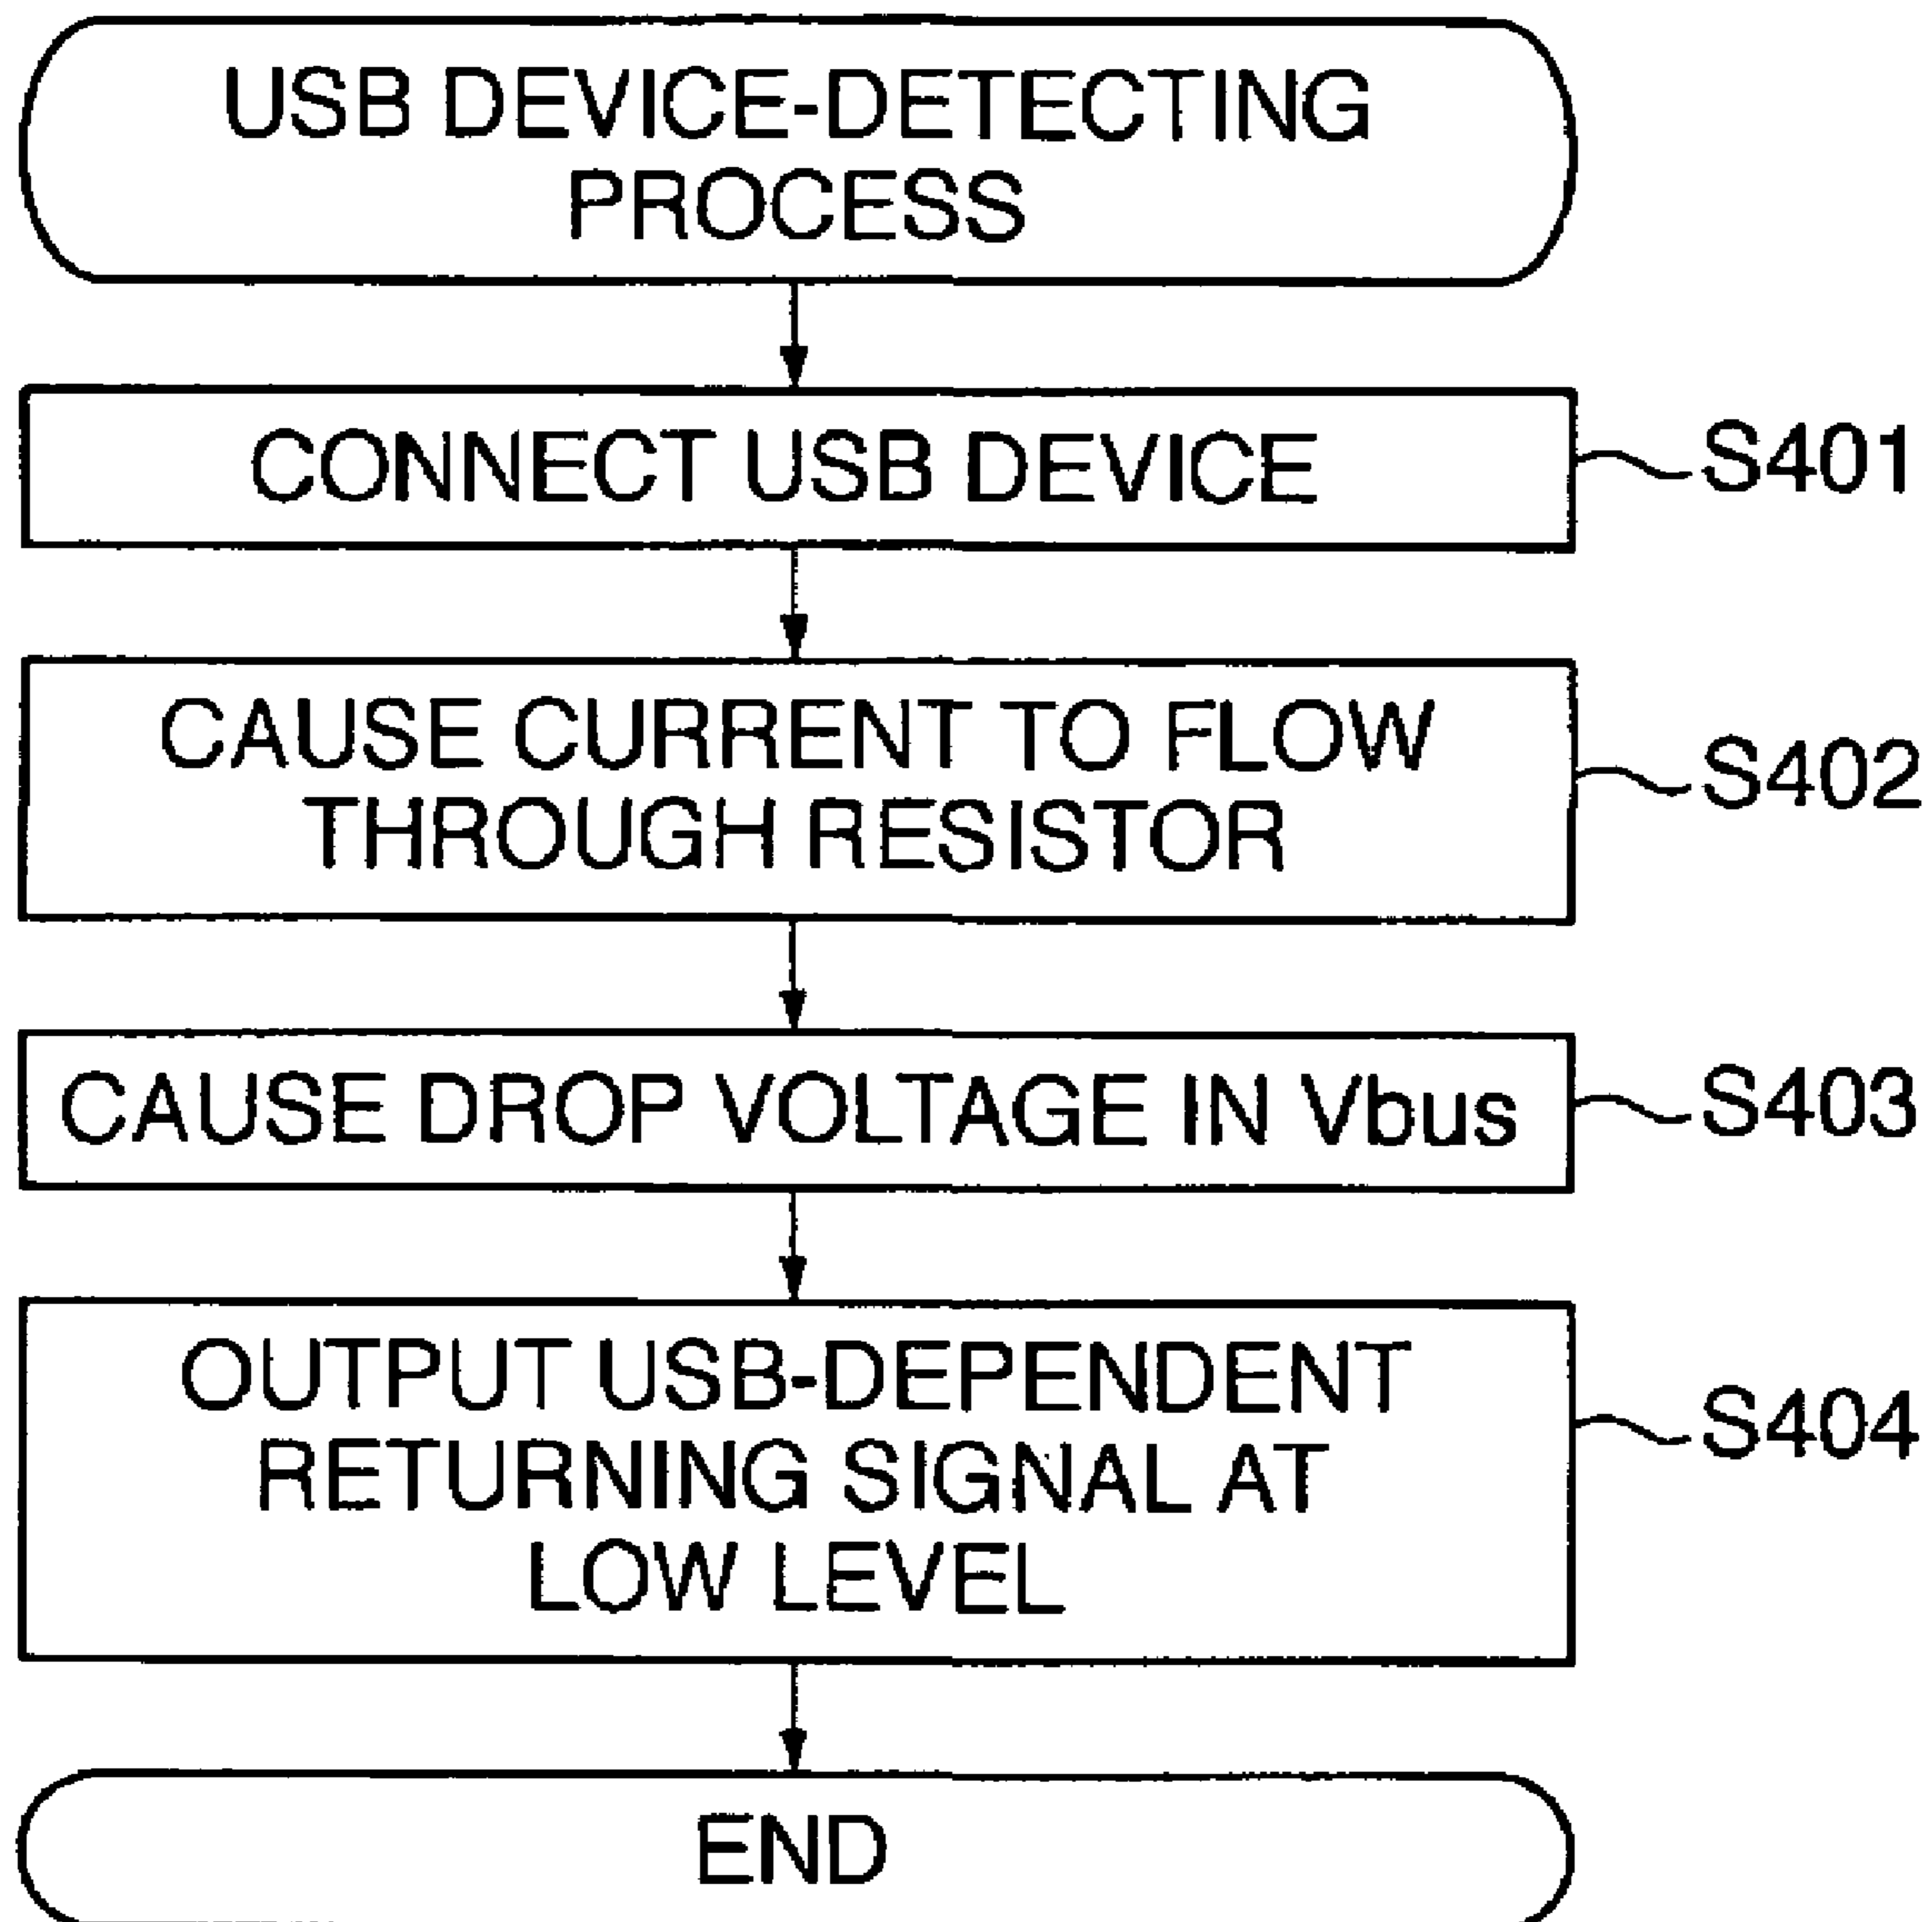 USB DEVICE-DETECTING
PROCESS
CONNECT USB DEVICE
S401
CAUSE CURRENT TO FLOW
THROUGH RESISTOR
S402
CAUSE DROP VOLTAGE IN Vbus
S403
OUTPUT USB-DEPENDENT
RETURNING SIGNAL AT
LOW LEVEL
S404
END